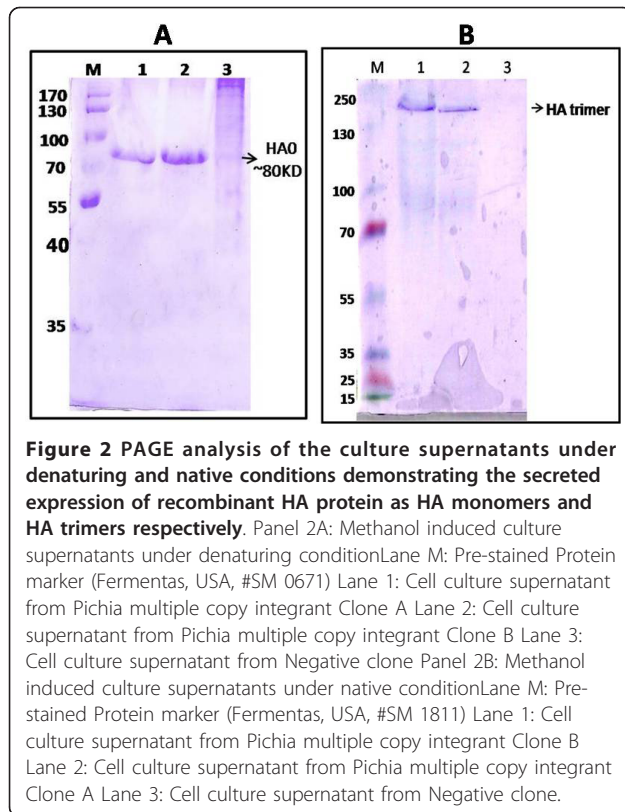 A
B
M 1 2 3
170
130
100
70
55
40
35
HA0
~80KD
M 1 2 3
250
130
100
70
55
35
25
15
HA trimer
Figure 2 PAGE analysis of the culture supernatants under
denaturing and native conditions demonstrating the secreted
expression of recombinant HA protein as HA monomers and
HA trimers respectively. Panel 2A: Methanol induced culture
supernatants under denaturing conditionLane M: Pre-stained Protein
marker (Fermentas, USA, #SM 0671) Lane 1: Cell culture supernatant
from Pichia multiple copy integrant Clone A Lane 2: Cell culture
supernatant from Pichia multiple copy integrant Clone B Lane 3:
Cell culture supernatant from Negative clone Panel 2B: Methanol
induced culture supernatants under native conditionLane M: Pre-
stained Protein marker (Fermentas, USA, #SM 1811) Lane 1: Cell
culture supernatant from Pichia multiple copy integrant Clone B
Lane 2: Cell culture supernatant from Pichia multiple copy integrant
Clone A Lane 3: Cell culture supernatant from Negative clone.